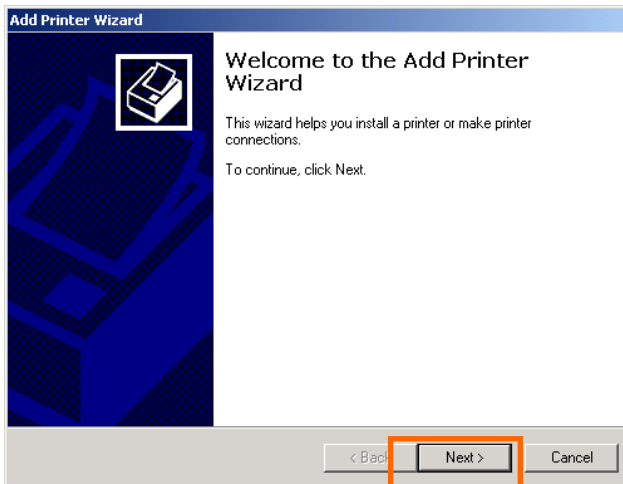 Add Printer Wizard
Welcome to the Add Printer
Wizard
This wizard helps you install a printer or make printer
connections.
To continue, click Next.
< Back
Next >
Cancel